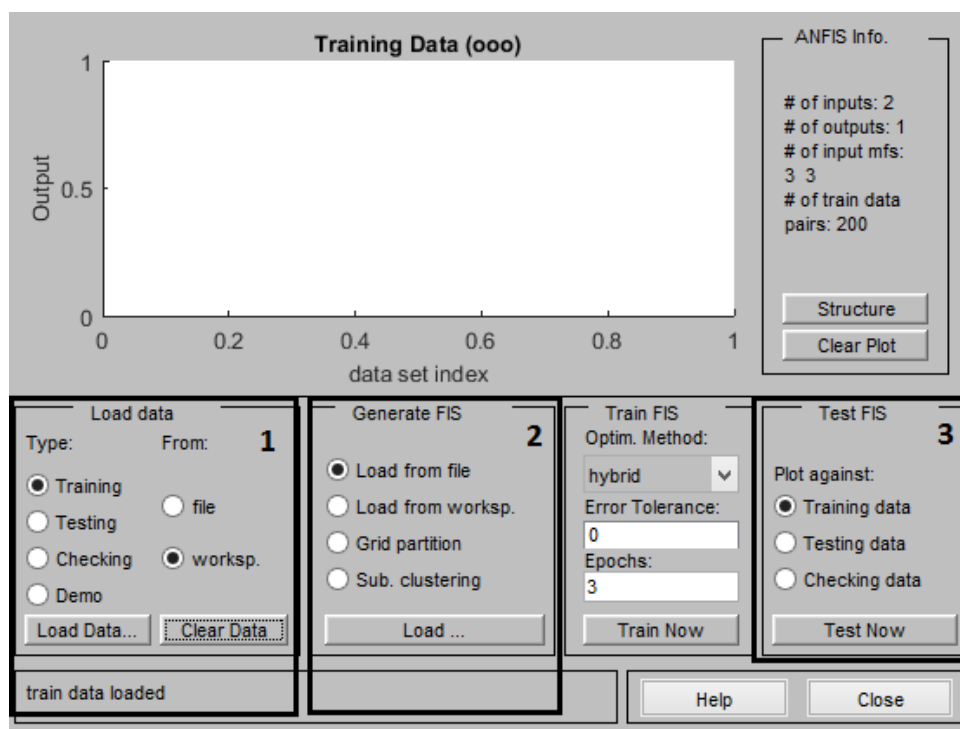 Training Data (ooo)
1
0.5
0
Output
0
0.2
0.4
0.6
0.8
1
data set index
ANFIS Info.
# of inputs: 2
# of outputs: 1
# of input mfs:
3 3
# of train data
pairs: 200
Structure
Clear Plot
Load data
1
Type:
From:
Training
Testing
Checking
Demo
file
worksp.
Load Data...
Clear Data
Generate FIS
2
Load from file
Load from worksp.
Grid partition
Sub. clustering
Load ...
Train FIS
Optim. Method:
hybrid
Error Tolerance:
0
Epochs:
3
Train Now
Test FIS
3
Plot against:
Training data
Testing data
Checking data
Test Now
train data loaded
Help
Close